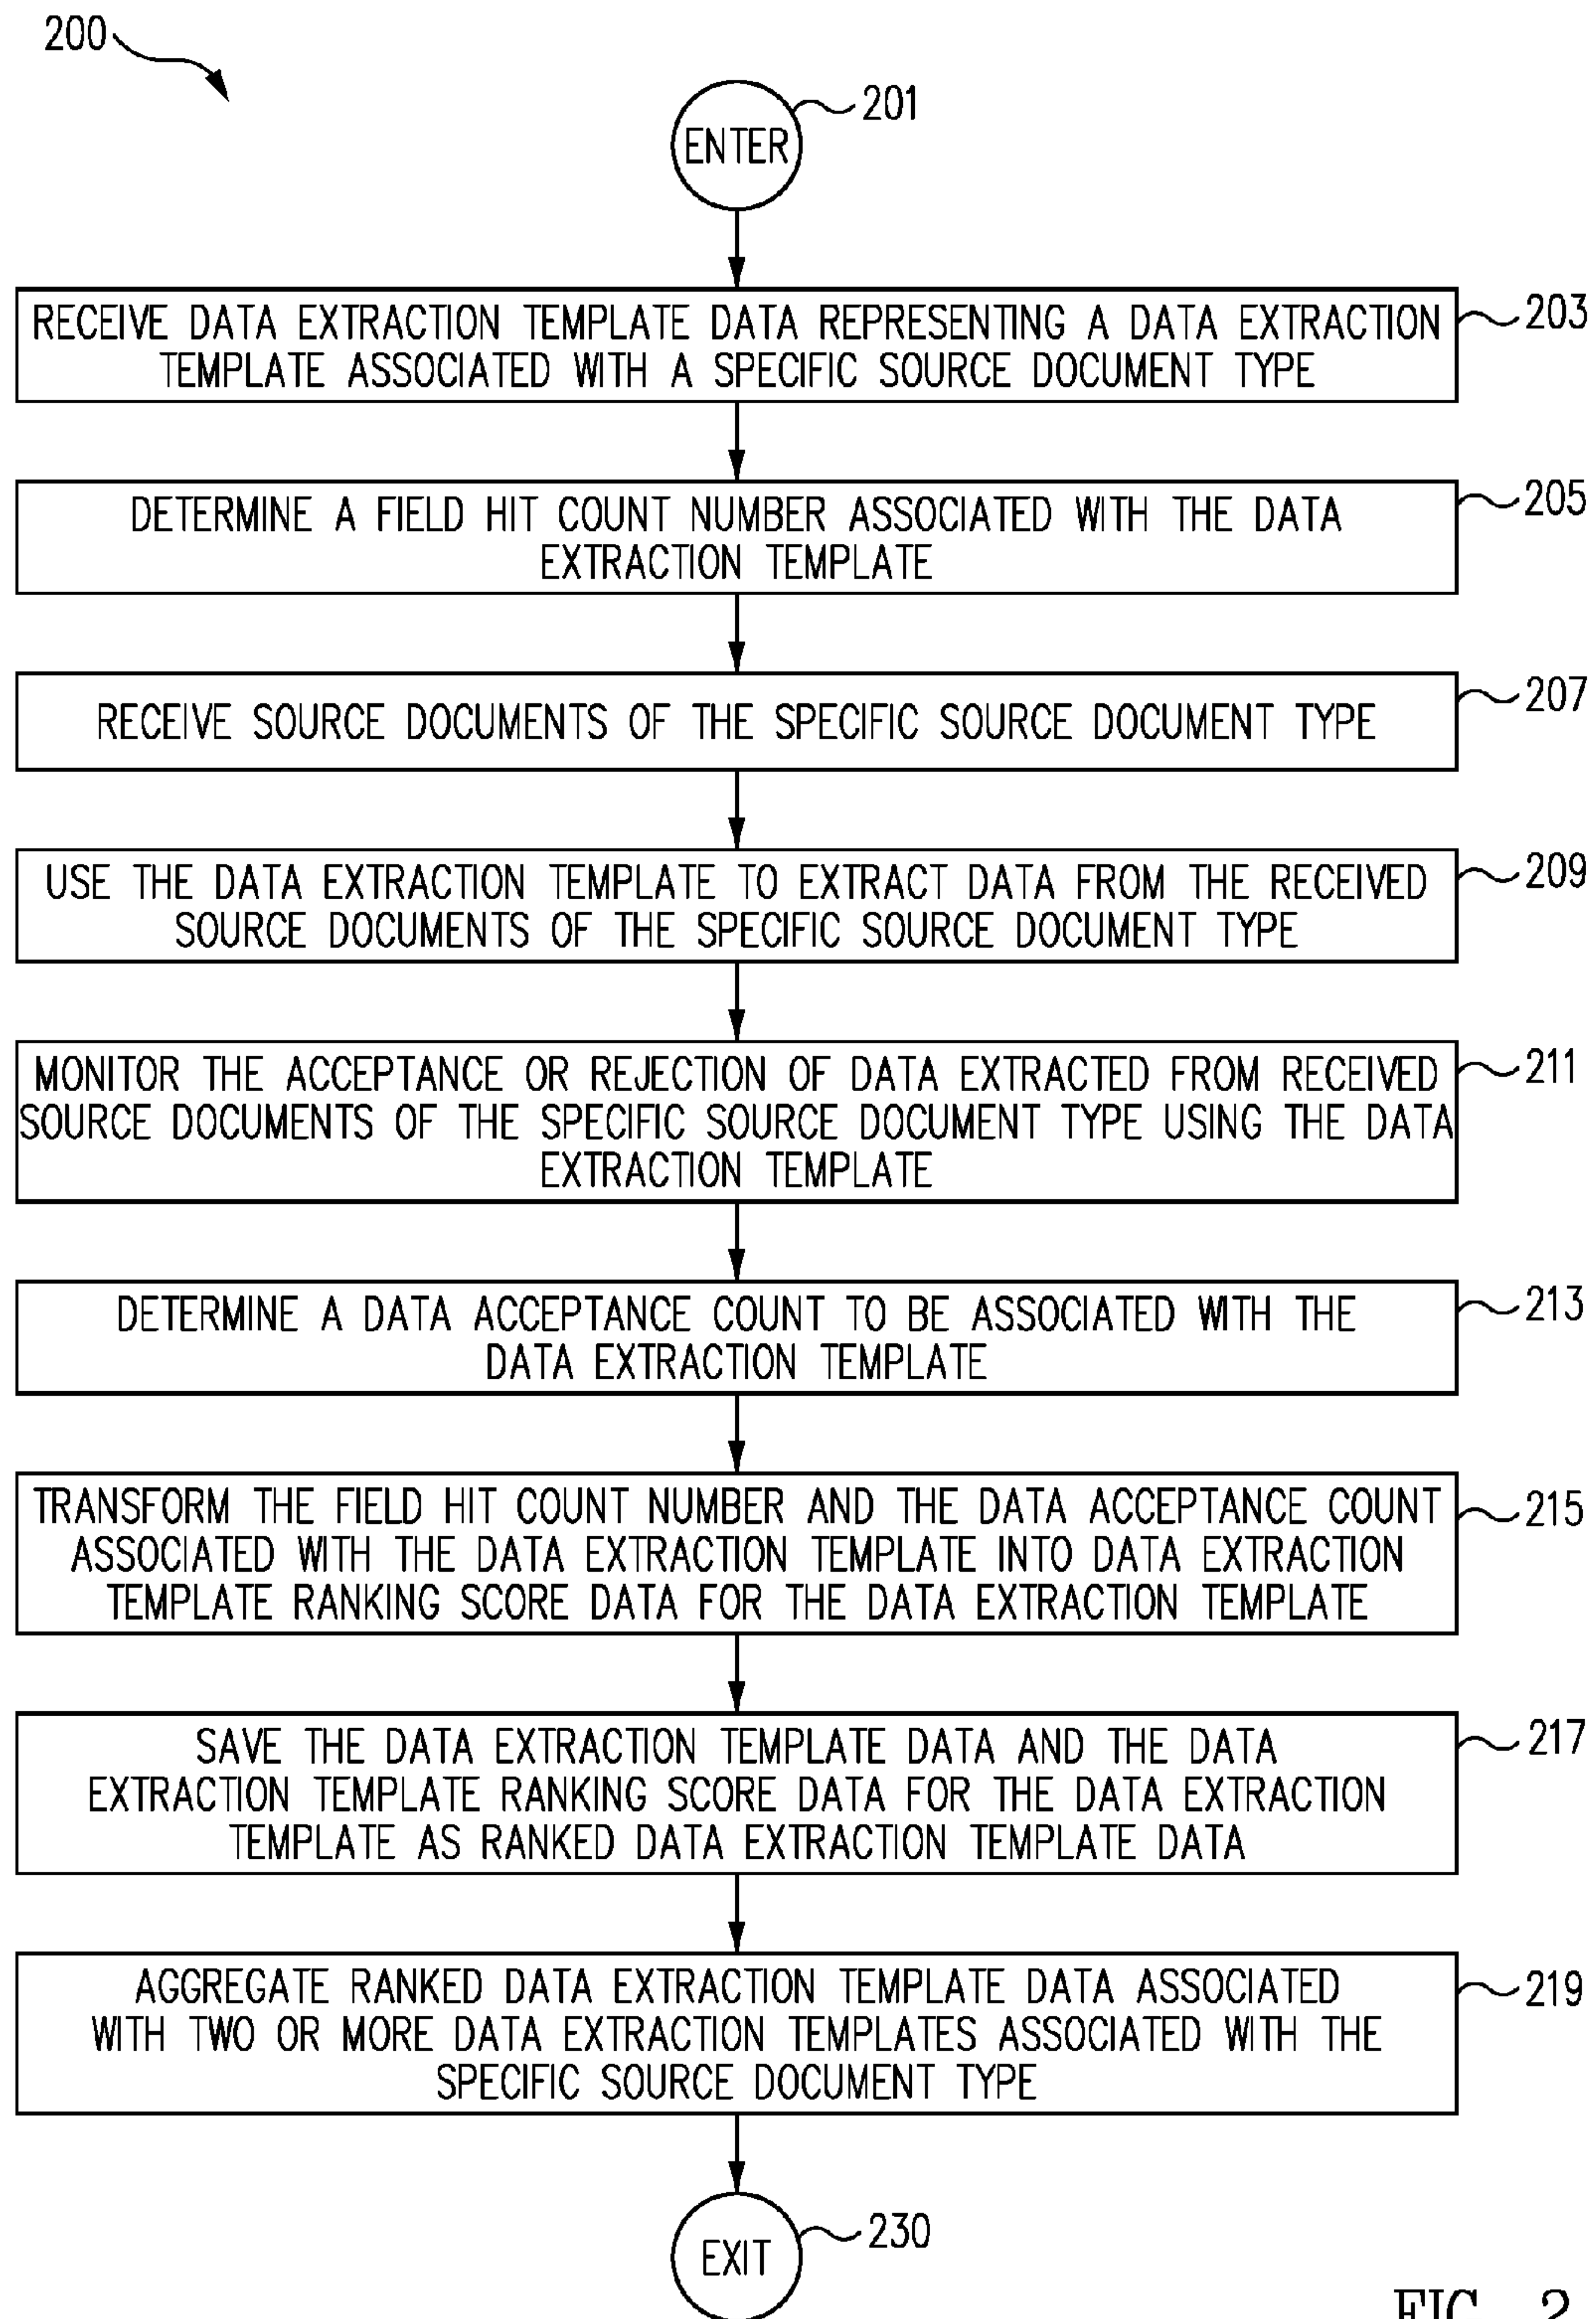 200
ENTER
201
RECEIVE DATA EXTRACTION TEMPLATE DATA REPRESENTING A DATA EXTRACTION
TEMPLATE ASSOCIATED WITH A SPECIFIC SOURCE DOCUMENT TYPE
203
DETERMINE A FIELD HIT COUNT NUMBER ASSOCIATED WITH THE DATA
EXTRACTION TEMPLATE
205
RECEIVE SOURCE DOCUMENTS OF THE SPECIFIC SOURCE DOCUMENT TYPE
207
USE THE DATA EXTRACTION TEMPLATE TO EXTRACT DATA FROM THE RECEIVED
SOURCE DOCUMENTS OF THE SPECIFIC SOURCE DOCUMENT TYPE
209
MONITOR THE ACCEPTANCE OR REJECTION OF DATA EXTRACTED FROM RECEIVED
SOURCE DOCUMENTS OF THE SPECIFIC SOURCE DOCUMENT TYPE USING THE DATA
EXTRACTION TEMPLATE
211
DETERMINE A DATA ACCEPTANCE COUNT TO BE ASSOCIATED WITH THE
DATA EXTRACTION TEMPLATE
213
TRANSFORM THE FIELD HIT COUNT NUMBER AND THE DATA ACCEPTANCE COUNT
ASSOCIATED WITH THE DATA EXTRACTION TEMPLATE INTO DATA EXTRACTION
TEMPLATE RANKING SCORE DATA FOR THE DATA EXTRACTION TEMPLATE
215
SAVE THE DATA EXTRACTION TEMPLATE DATA AND THE DATA
EXTRACTION TEMPLATE RANKING SCORE DATA FOR THE DATA EXTRACTION
TEMPLATE AS RANKED DATA EXTRACTION TEMPLATE DATA
217
AGGREGATE RANKED DATA EXTRACTION TEMPLATE DATA ASSOCIATED
WITH TWO OR MORE DATA EXTRACTION TEMPLATES ASSOCIATED WITH THE
SPECIFIC SOURCE DOCUMENT TYPE
219
EXIT
230
FIG. 2